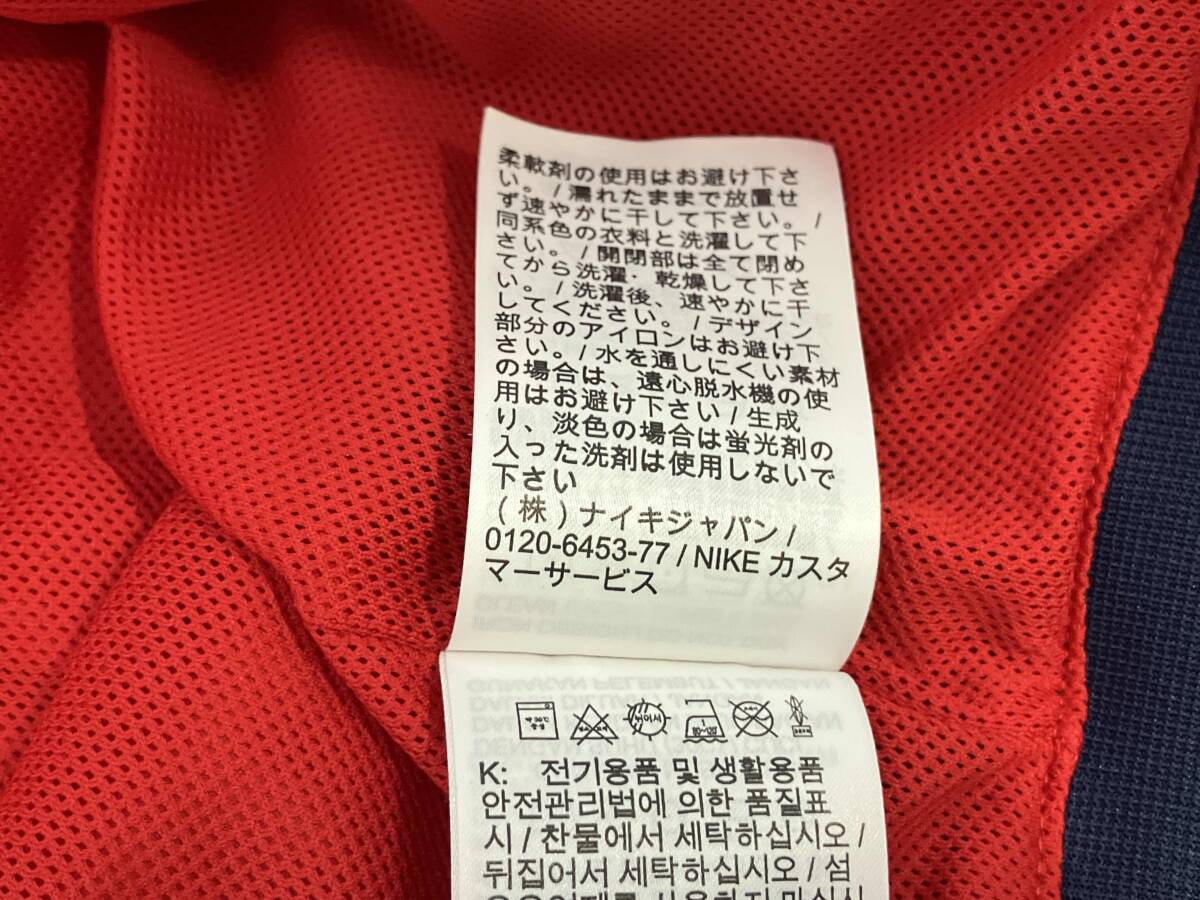 柔軟剤の使用はお避け下さ
い。/濡れたままで放置せ
ず速やかに干して下さい。/
同系色の衣料と洗濯して下
さい。/開閉部は全て閉め
てから洗濯・乾燥して下さ
い。/洗濯後、速やかに干
してください。/デザイン
部分のアイロンはお避け下
さい。/水を通しにくい素材
の場合は、遠心脱水機の使
用はお避け下さい/生成
り、淡色の場合は蛍光剤の
入った洗剤は使用しないで
下さい
(株)ナイキジャパン/
0120-6453-77/NIKEカスタ
マーサービス
K: 전기용품 및 생활용품
안전관리법에 의한 품질표
시/찬물에서 세탁하십시오/
뒤집어서 세탁하십시오/섬